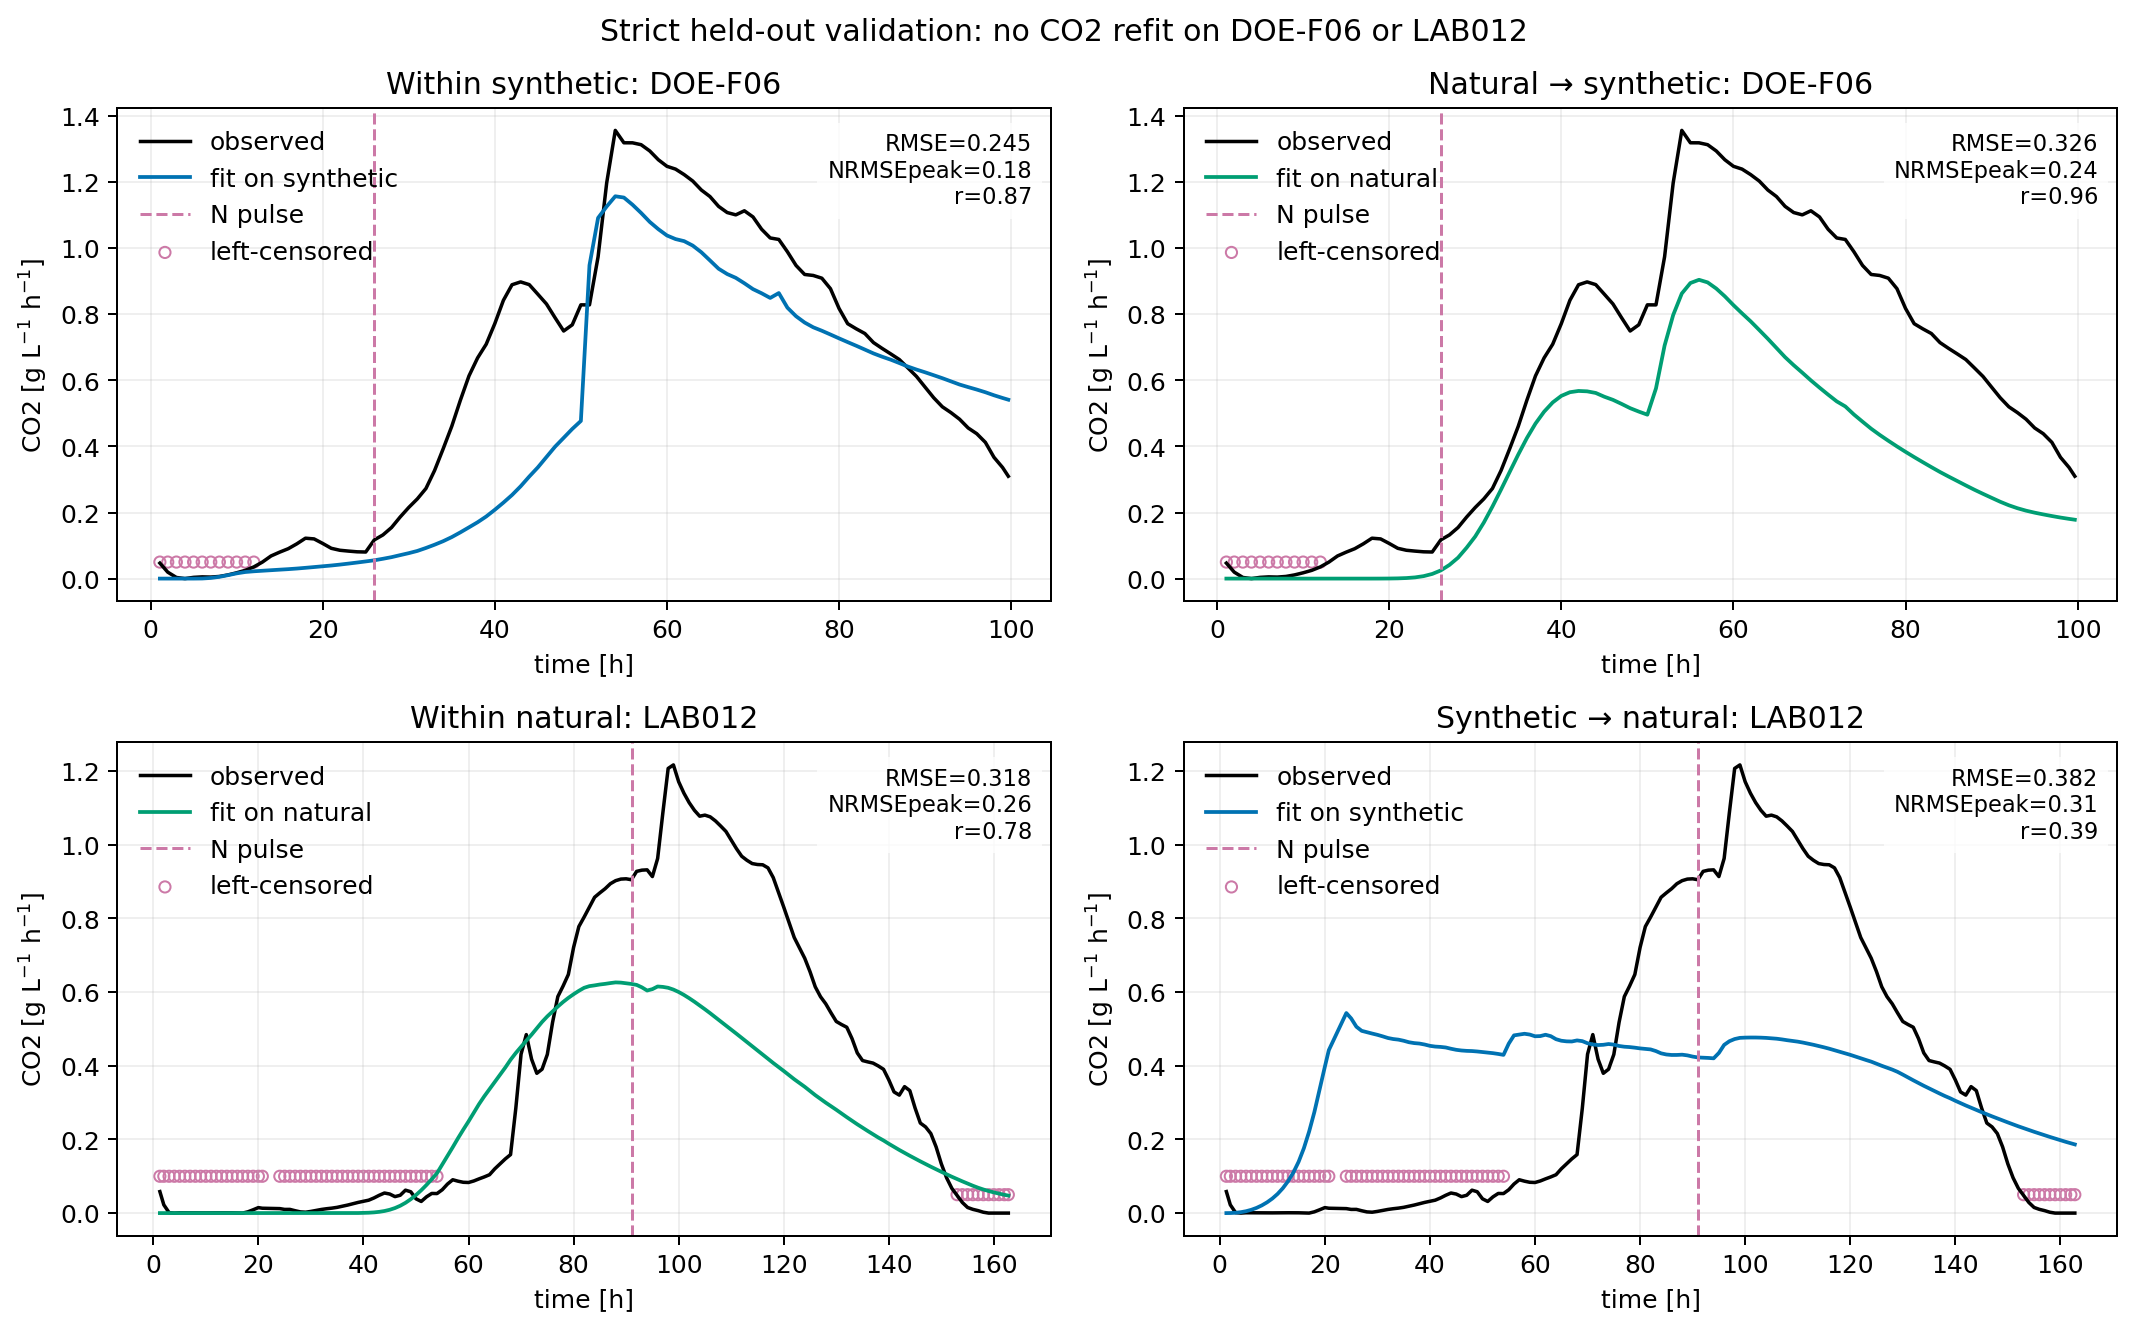 Strict held-out validation: no CO2 refit on DOE-F06 or LAB012
Within synthetic: DOE-F06
CO2 [g L⁻¹ h⁻¹]
1.4
1.2
1.0
0.8
0.6
0.4
0.2
0.0
observed
fit on synthetic
N pulse
left-censored
RMSE=0.245
NRMSEpeak=0.18
r=0.87
0 20 40 60 80 100
time [h]
Natural → synthetic: DOE-F06
CO2 [g L⁻¹ h⁻¹]
1.4
1.2
1.0
0.8
0.6
0.4
0.2
0.0
observed
fit on natural
N pulse
left-censored
RMSE=0.326
NRMSEpeak=0.24
r=0.96
0 20 40 60 80 100
time [h]
Within natural: LAB012
CO2 [g L⁻¹ h⁻¹]
1.2
1.0
0.8
0.6
0.4
0.2
0.0
observed
fit on natural
N pulse
left-censored
RMSE=0.318
NRMSEpeak=0.26
r=0.78
0 20 40 60 80 100 120 140 160
time [h]
Synthetic → natural: LAB012
CO2 [g L⁻¹ h⁻¹]
1.2
1.0
0.8
0.6
0.4
0.2
0.0
observed
fit on synthetic
N pulse
left-censored
RMSE=0.382
NRMSEpeak=0.31
r=0.39
0 20 40 60 80 100 120 140 160
time [h]